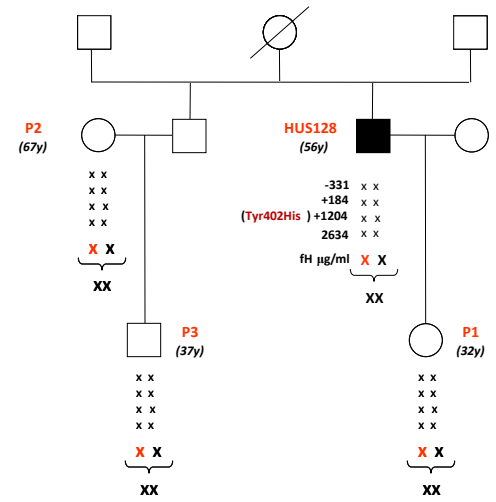 P2
(67y)
HUS128
(56y)
x x
x x
x x
x x
X X
XX
-331 x x
+184 x x
(Tyr402His ) +1204 x x
2634 x x
fH µg/ml X X
XX
P3
(37y)
x x
x x
x x
x x
X X
XX
P1
(32y)
x x
x x
x x
x x
X X
XX